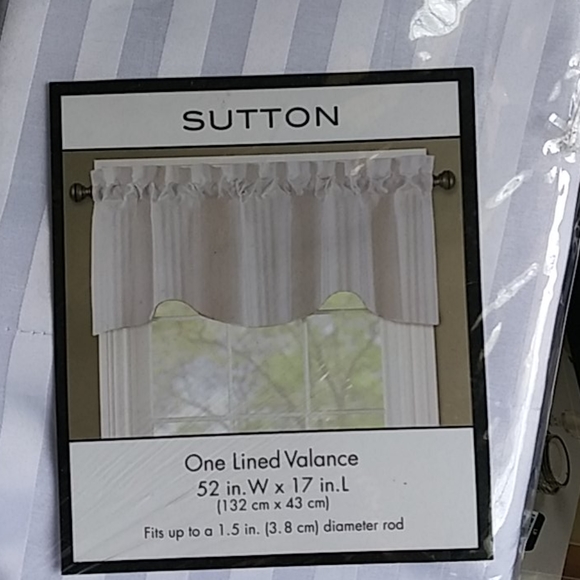 SUTTON
One Lined Valance
52 in.W x 17 in.L
(132 cm x 43 cm)
Fits up to a 1.5 in. (3.8 cm) diameter rod